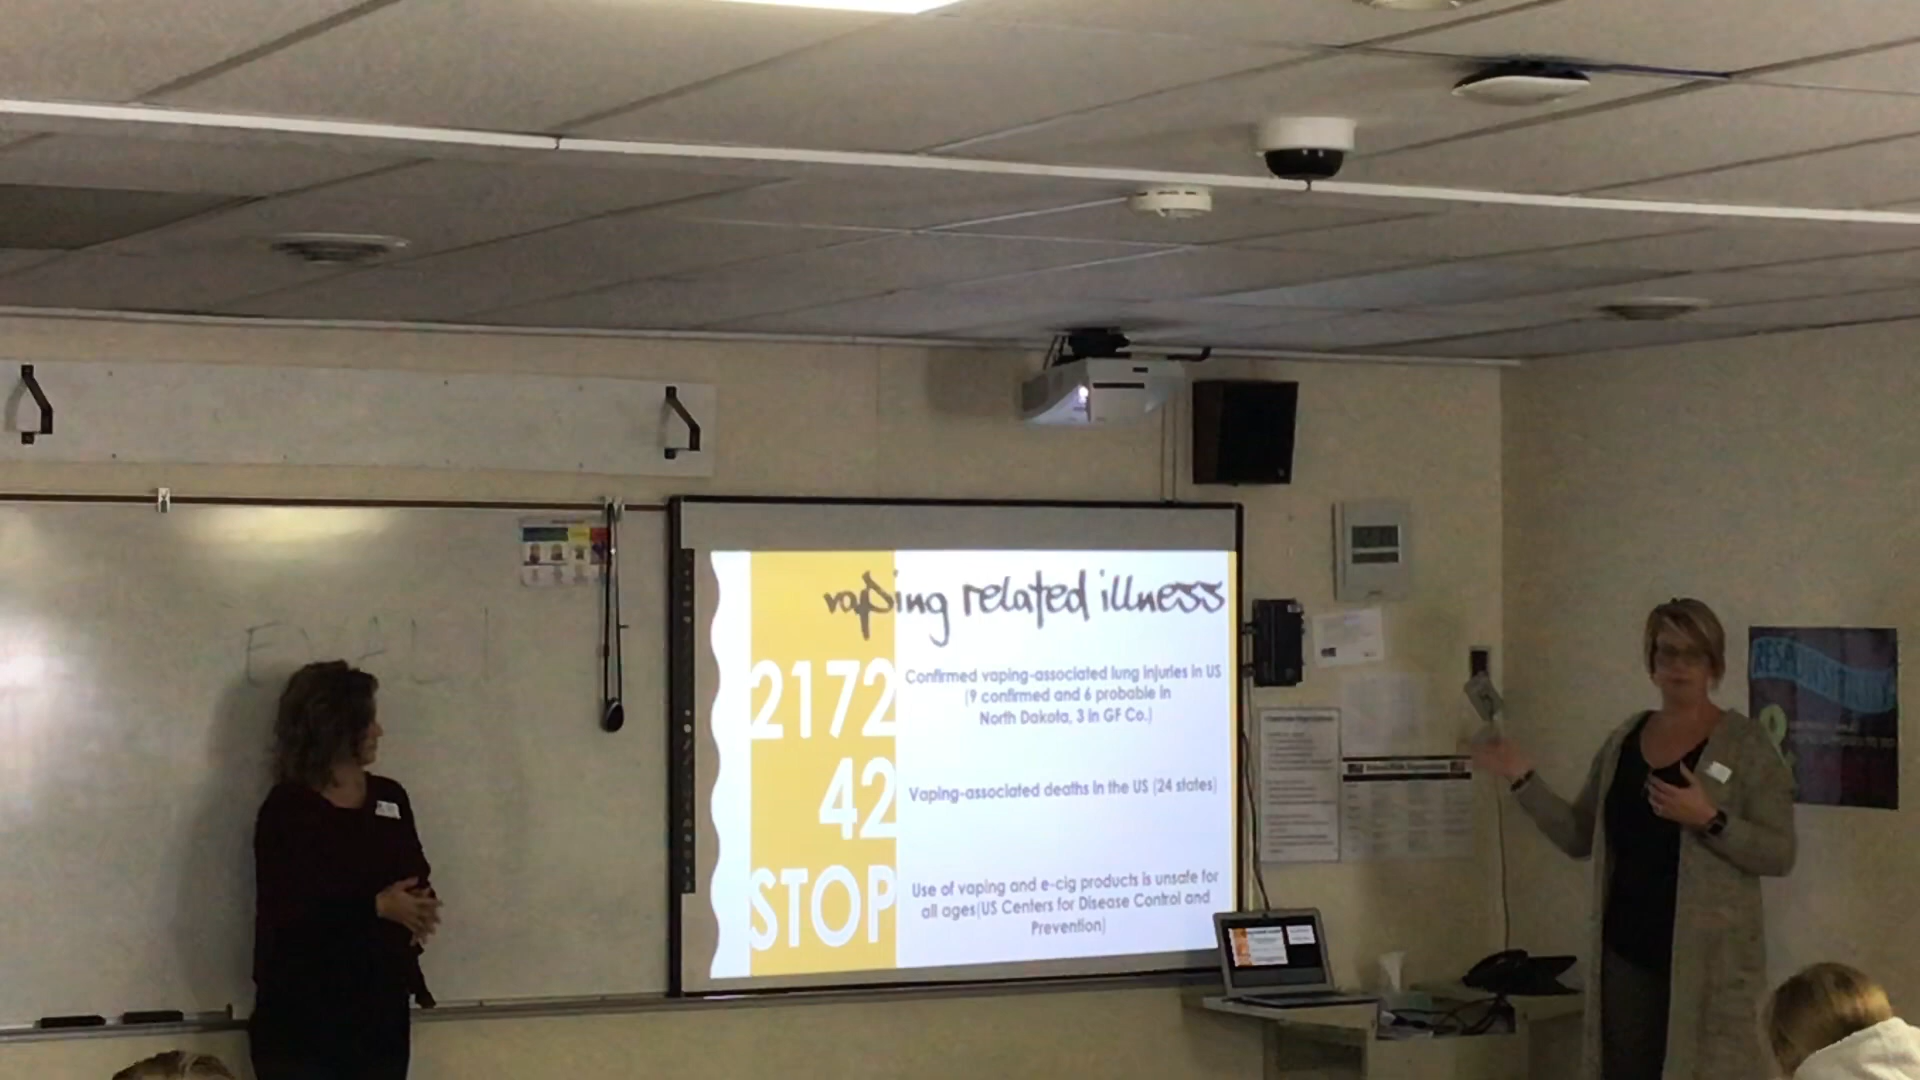 EVALI
vaping related illness
2172
Confirmed vaping-associated lung injuries in US
(9 confirmed and 6 probable in
North Dakota, 3 in GF Co.)
42
Vaping-associated deaths in the US (24 states)
STOP
Use of vaping and e-cig products is unsafe for
all ages(US Centers for Disease Control and
Prevention)